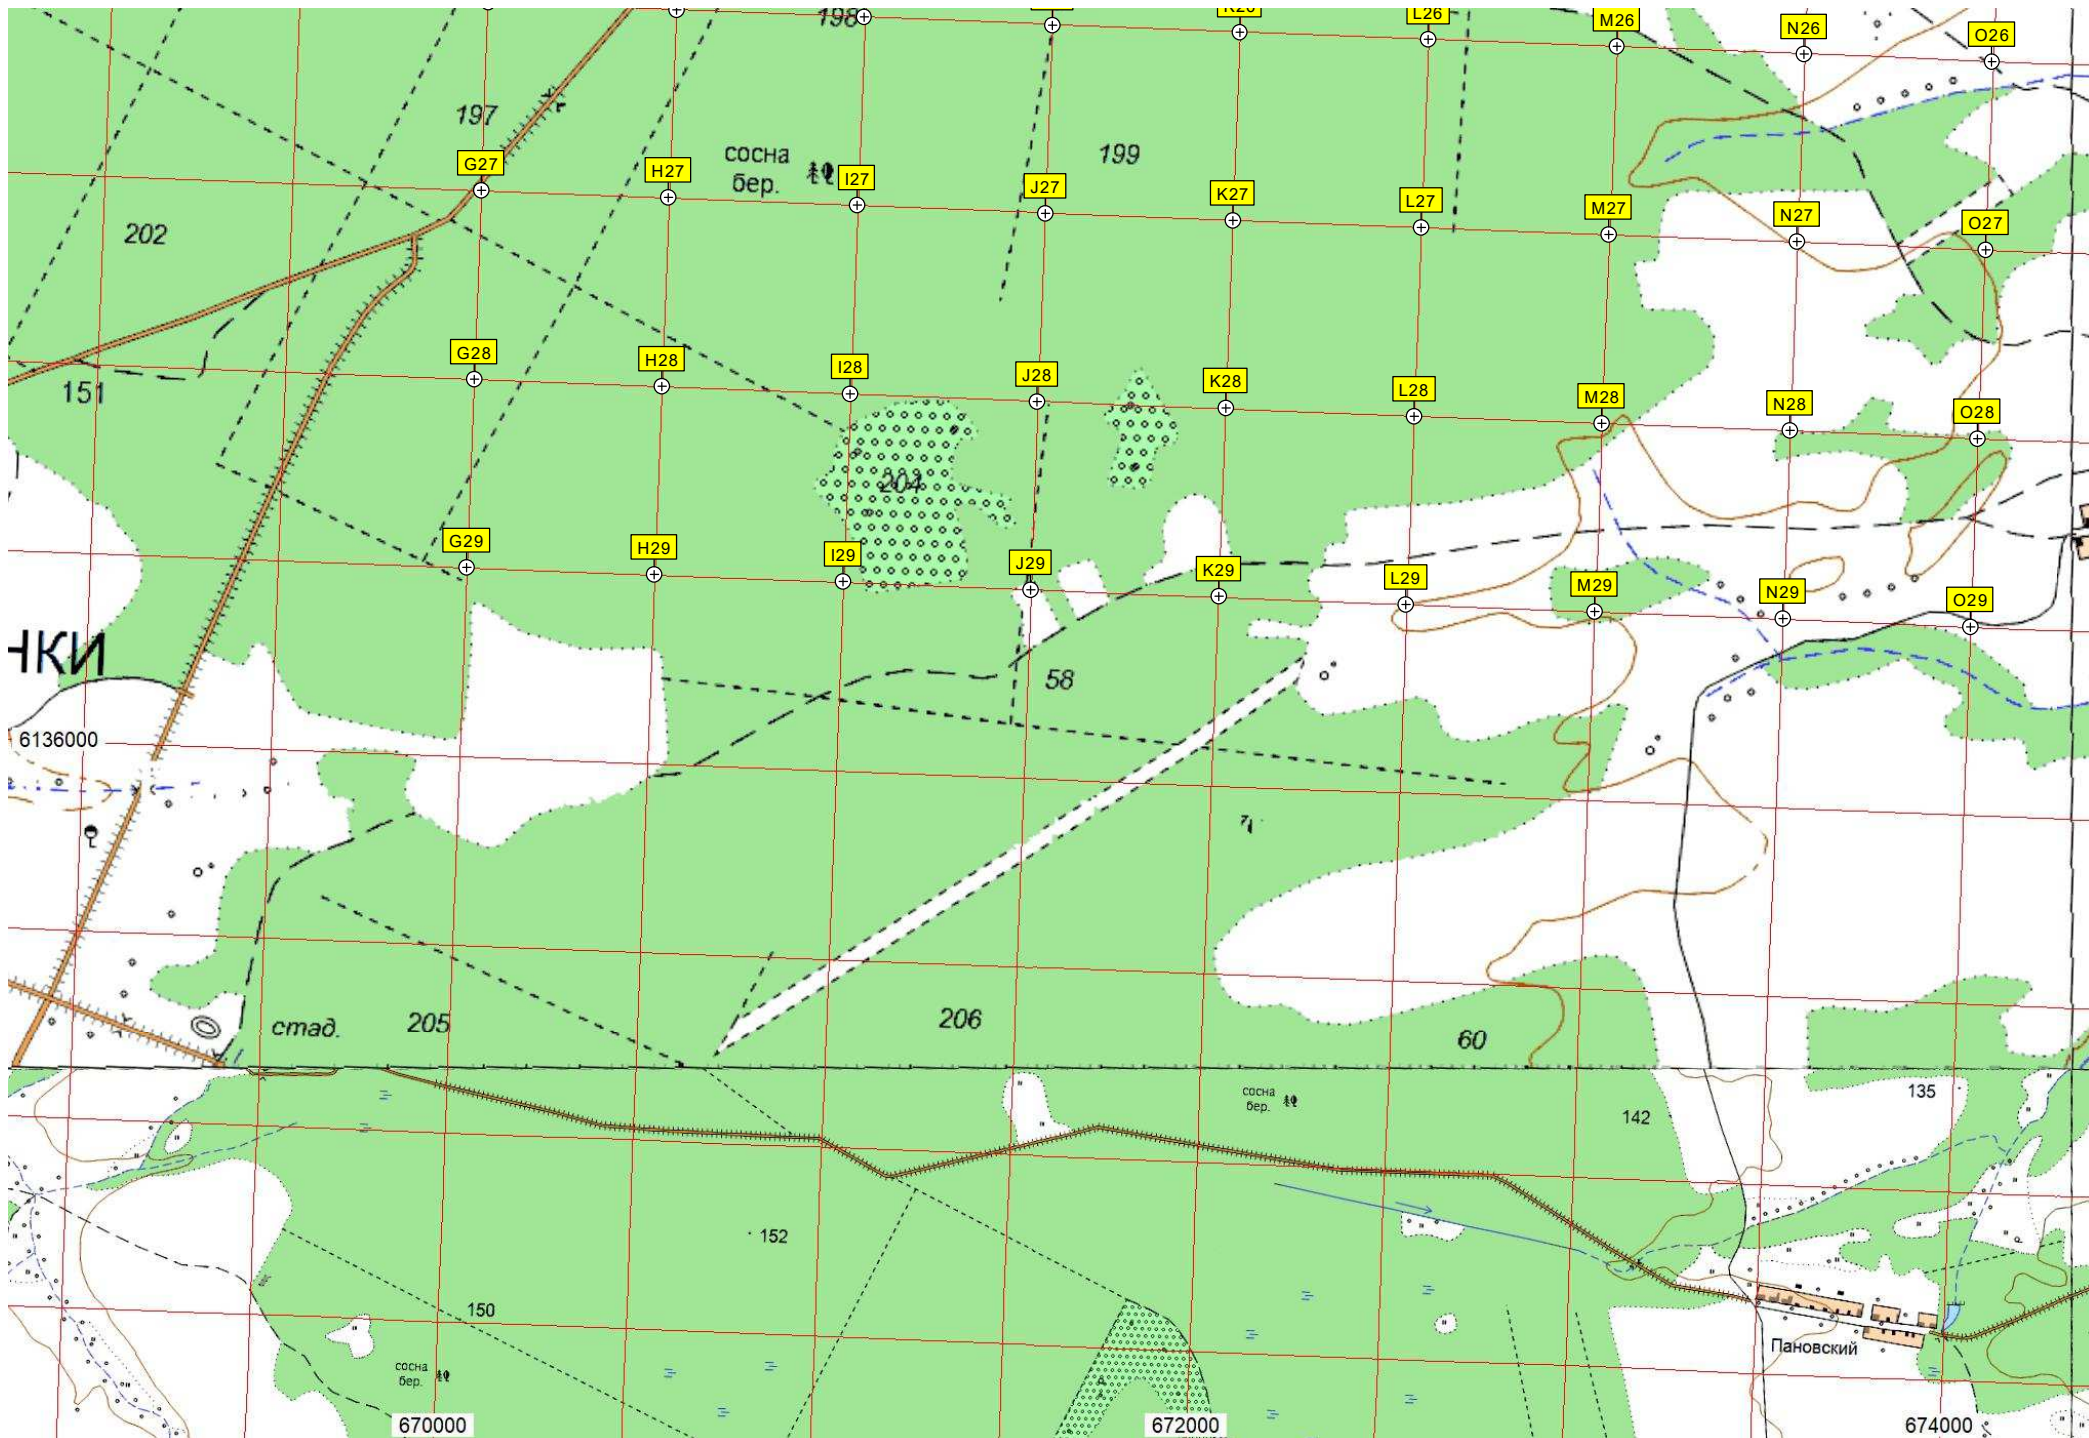 198
L26
M26
N26
O26
197
G27
H27
сосна
бер.
I27
J27
199
K27
L27
M27
N27
O27
202
G28
H28
I28
J28
K28
L28
M28
N28
O28
151
204
G29
H29
I29
J29
K29
L29
M29
N29
O29
НКИ
58
6136000
стад.
205
206
60
сосна
бер.
142
135
152
150
Пановский
сосна
бер.
670000
672000
674000